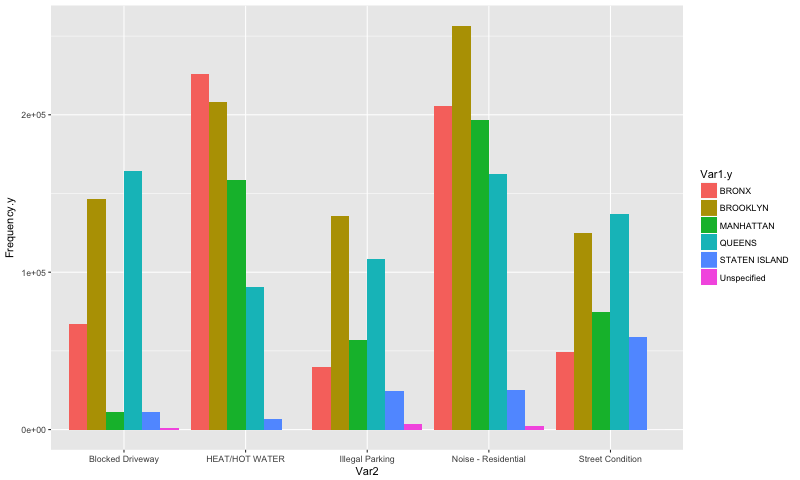 Frequency.y
2e+05
1e+05
0e+00
Blocked Driveway
HEAT/HOT WATER
Illegal Parking
Noise - Residential
Street Condition
Var2
Var1.y
BRONX
BROOKLYN
MANHATTAN
QUEENS
STATEN ISLAND
Unspecified